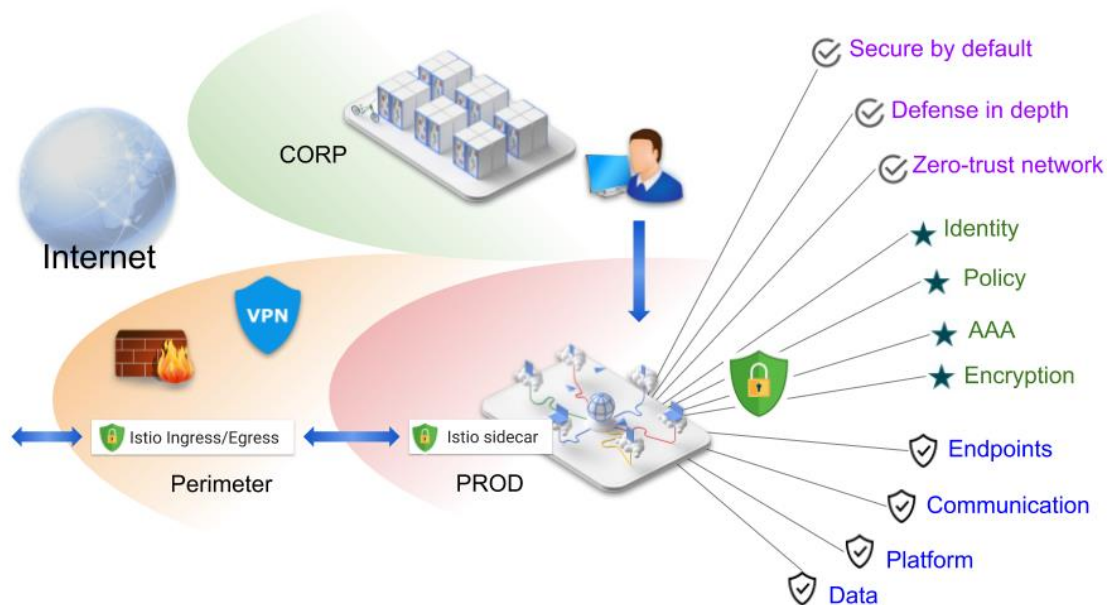 Secure by default
Defense in depth
CORP
Zero-trust network
Internet
Identity
Policy
VPN
AAA
Encryption
Istio Ingress/Egress
Istio sidecar
Perimeter
PROD
Endpoints
Communication
Platform
Data